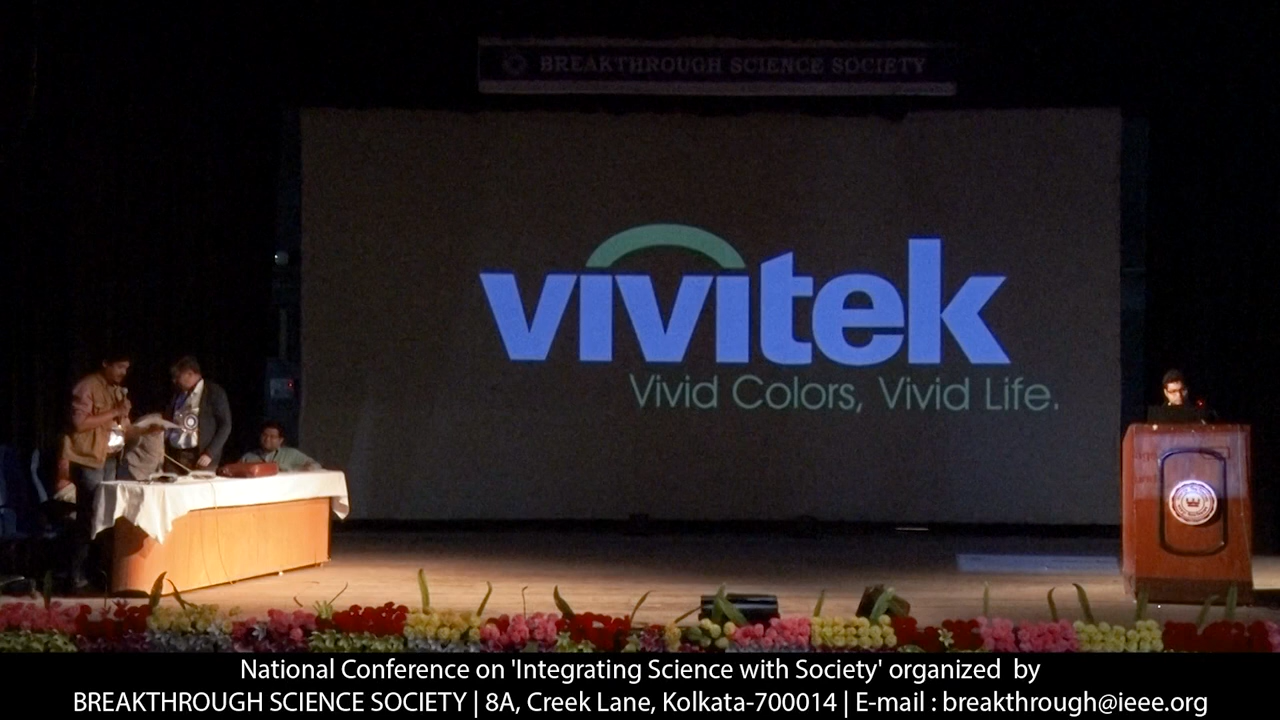 BREAKTHROUGH SCIENCE SOCIETY
vivitek
Vivid Colors, Vivid Life.
National Conference on 'Integrating Science with Society' organized by
BREAKTHROUGH SCIENCE SOCIETY | 8A, Creek Lane, Kolkata-700014 | E-mail : breakthrough@ieee.org